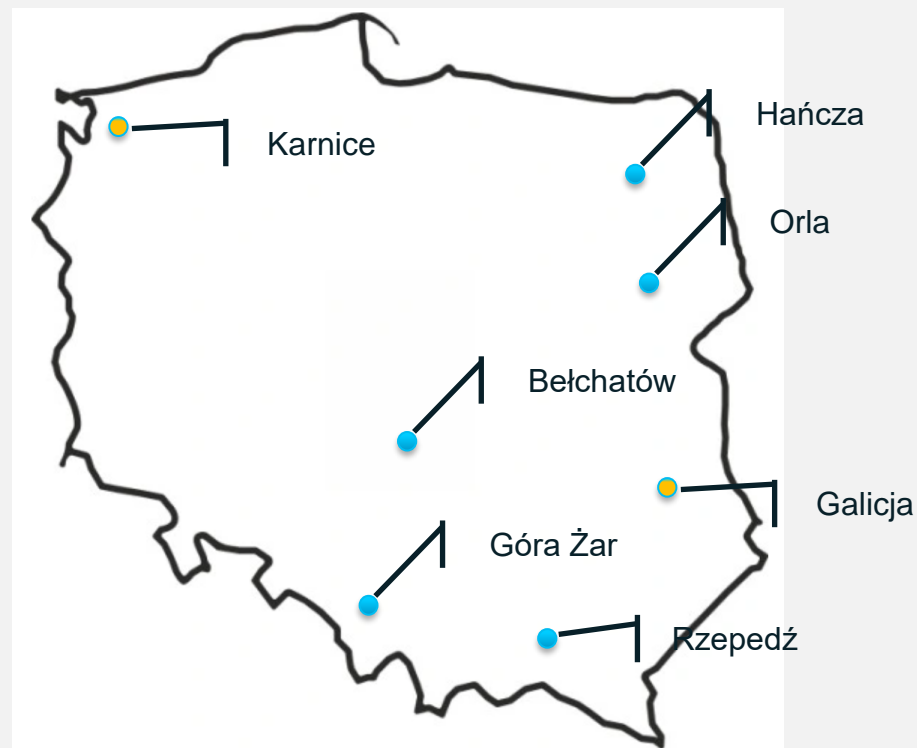 Hańcza
Karnice
Orla
Bełchatów
Galicja
Góra Żar
Rzepedź